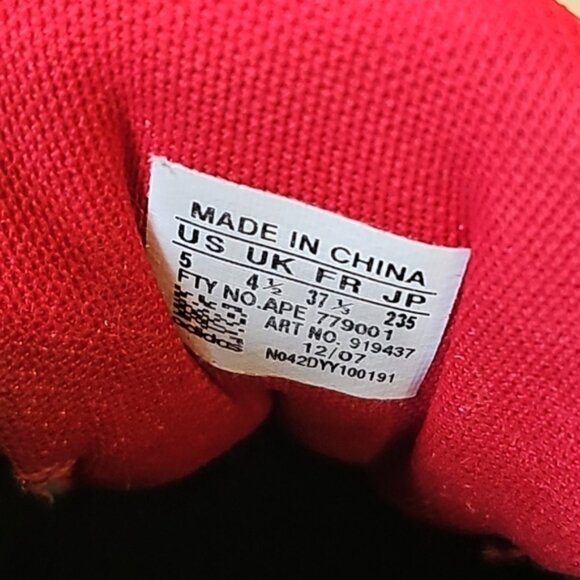 MADE IN CHINA
US UK FR JP
5 4½ 37⅓ 235
FTY NO. APE 779001
ART NO. 919437
12/07
N042DYY100191